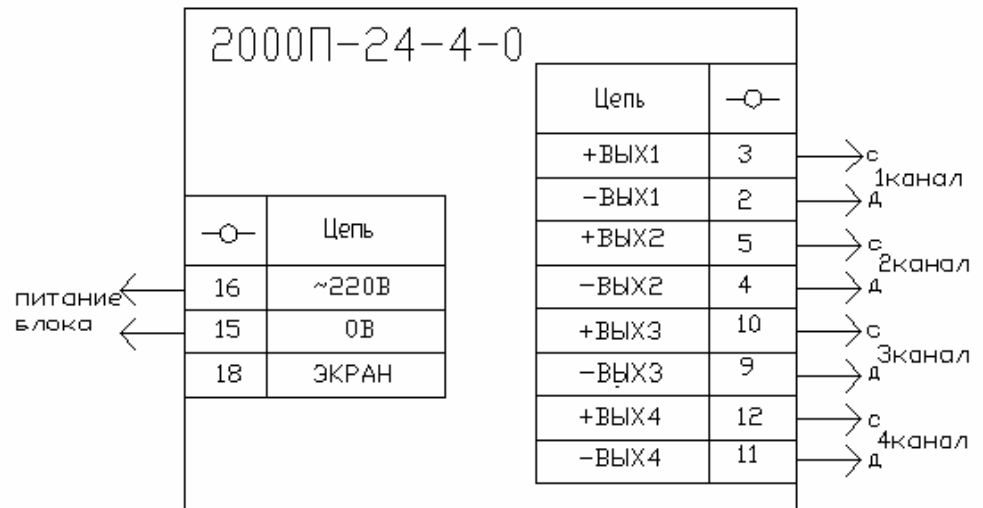 2000П-24-4-0
Цепь
+ВЫХ1 3
с
1канал
-ВЫХ1 2
д
+ВЫХ2 5
с
2канал
-ВЫХ2 4
д
+ВЫХ3 10
с
3канал
-ВЫХ3 9
д
+ВЫХ4 12
с
4канал
-ВЫХ4 11
д
Цепь
16 ~220В
15 0В
18 ЭКРАН
питание
блока